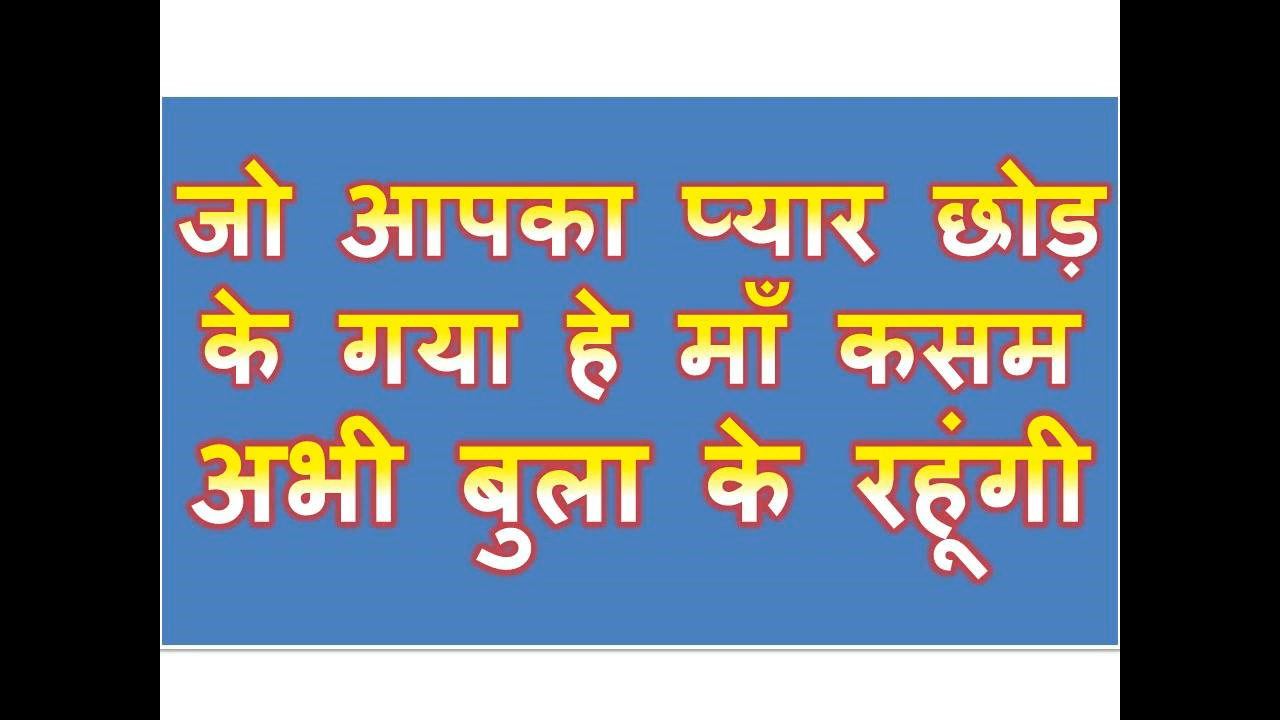 जो आपका प्यार छोड़
के गया हे माँ कसम
अभी बुला के रहूंगी